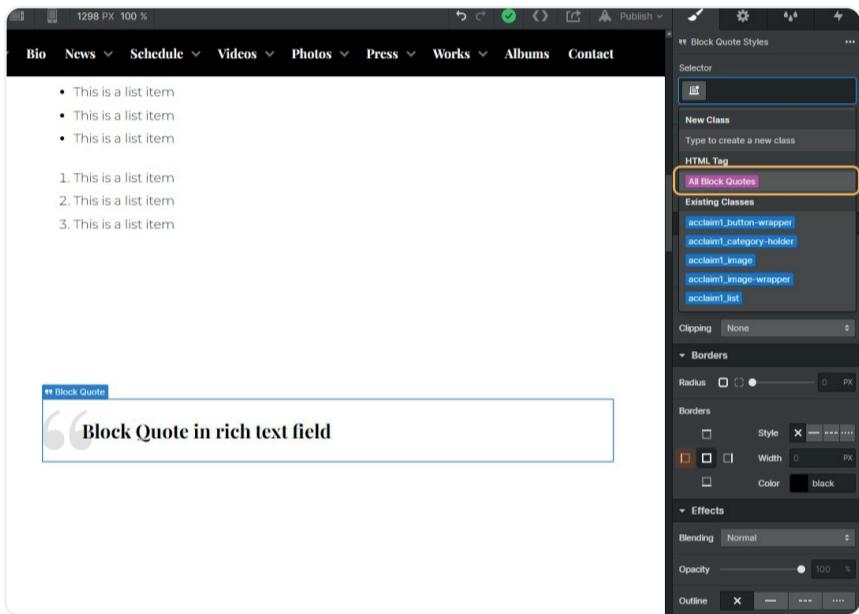 1298 PX 100 %
Publish
Bio News Schedule Videos Photos Press Works Albums Contact
• This is a list item
• This is a list item
• This is a list item
1. This is a list item
2. This is a list item
3. This is a list item
Block Quote
Block Quote in rich text field
Block Quote Styles
Selector
New Class
Type to create a new class
HTML Tag
All Block Quotes
Existing Classes
acclaim1_button-wrapper
acclaim1_category-holder
acclaim1_image
acclaim1_image-wrapper
acclaim1_list
Clipping None
Borders
Radius 0 PX
Borders
Style
Width 0 PX
Color black
Effects
Blending Normal
Opacity 100 %
Outline